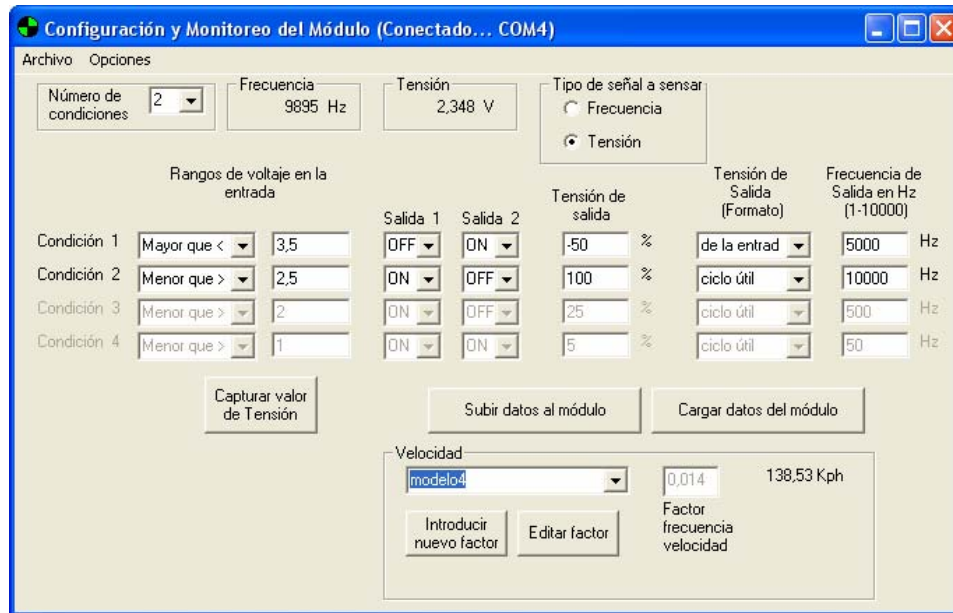 Configuración y Monitoreo del Módulo (Conectado... COM4)
Archivo Opciones
Número de condiciones 2
Frecuencia
9895 Hz
Tensión
2,348 V
Tipo de señal a sensar
Frecuencia
Tensión
Rangos de voltaje en la
entrada
Salida 1 Salida 2
Tensión de
salida
Tensión de
Salida
(Formato)
Frecuencia de
Salida en Hz
(1-10000)
Condición 1 Mayor que < 3,5 OFF ON -50 % de la entrad 5000 Hz
Condición 2 Menor que > 2,5 ON OFF 100 % ciclo útil 10000 Hz
Condición 3 Menor que > 2 ON OFF 25 % ciclo útil 500 Hz
Condición 4 Menor que > 1 ON ON 5 % ciclo útil 50 Hz
Capturar valor
de Tensión
Subir datos al módulo
Cargar datos del módulo
Velocidad
modelo4
0,014
138,53 Kph
Introducir
nuevo factor
Editar factor
Factor
frecuencia
velocidad